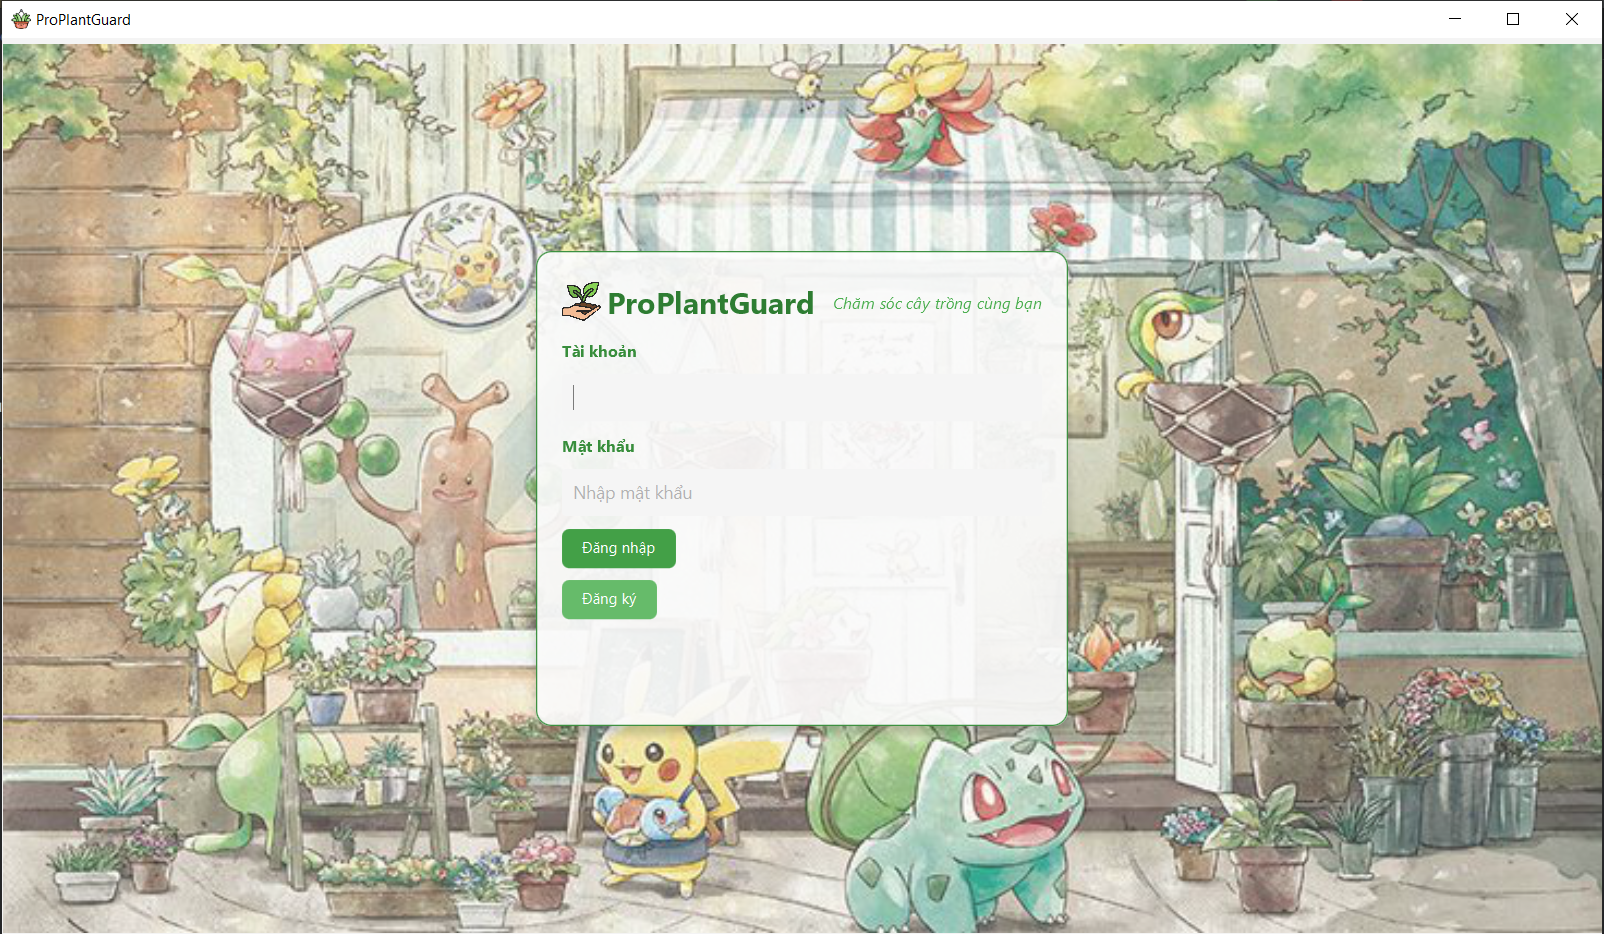 ProPlantGuard
ProPlantGuard Chăm sóc cây trồng cùng bạn
Tài khoản
Mật khẩu
Nhập mật khẩu
Đăng nhập
Đăng ký